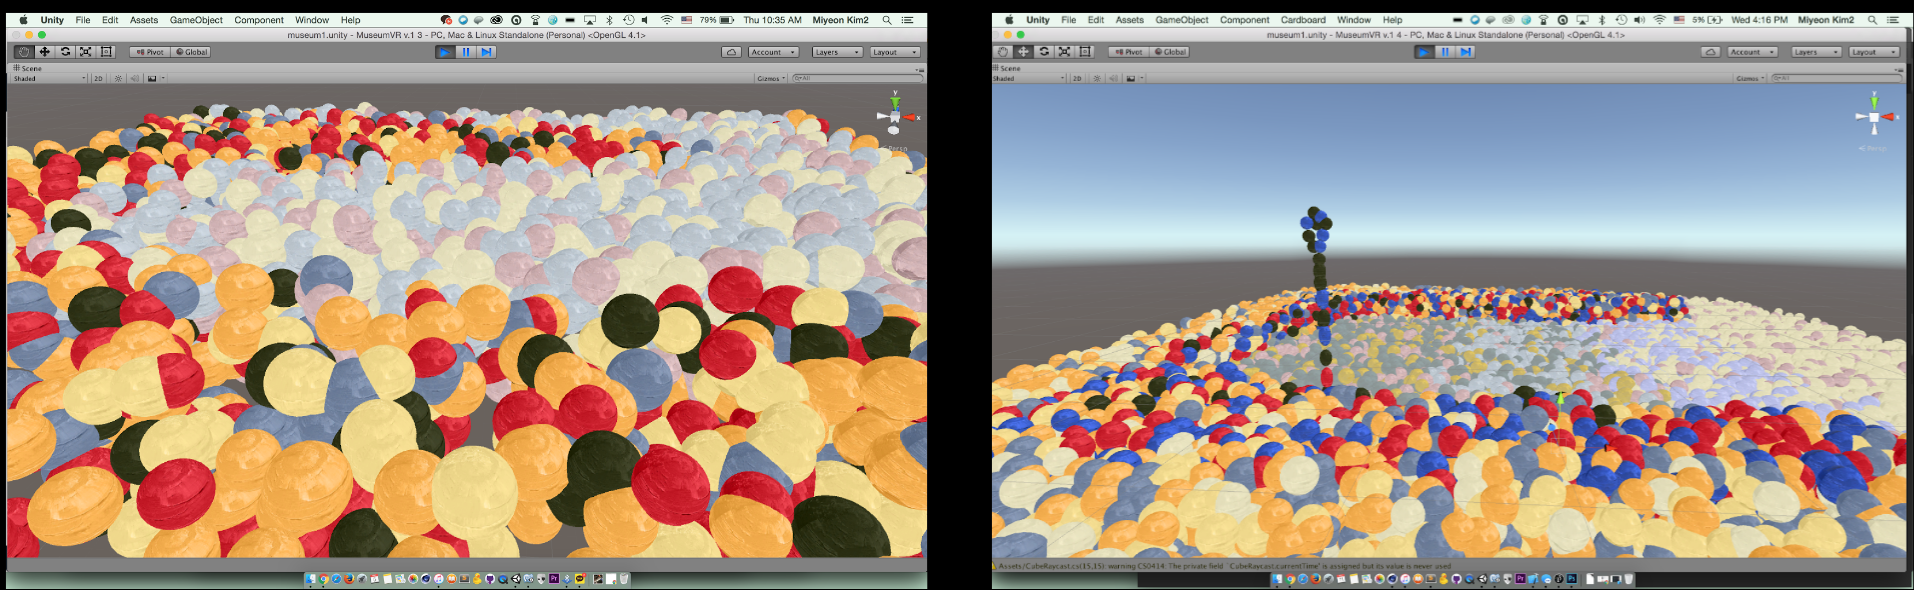 Unity File Edit Assets GameObject Component Window Help 79% Thu 10:35 AM Miyeon Kim2
museum1.unity - MuseumVR v.1 3 - PC, Mac & Linux Standalone (Personal) <OpenGL 4.1>
Pivot Global Account Layers Layout
Scene
Shaded 2D Gizmos All
y
x
Persp
Unity File Edit Assets GameObject Component Cardboard Window Help 5% Wed 4:16 PM Miyeon Kim2
museum1.unity - MuseumVR v.1 4 - PC, Mac & Linux Standalone (Personal) <OpenGL 4.1>
Pivot Global Account Layers Layout
Scene
Shaded 2D Gizmos All
y
x
Persp
Assets/CubeRaycast.cs(15,15): warning CS0414: The private field `CubeRaycast.currentTime' is assigned but its value is never used